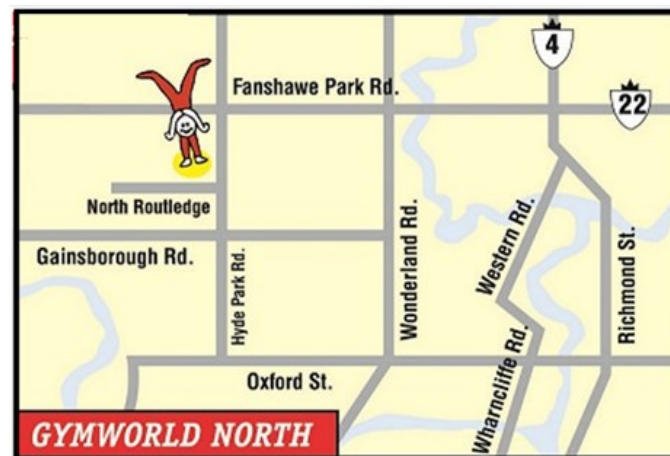 4
Fanshawe Park Rd.
22
North Routledge
Gainsborough Rd.
Hyde Park Rd.
Wonderland Rd.
Western Rd.
Richmond St.
Wharncliffe Rd.
Oxford St.
GYMWORLD NORTH